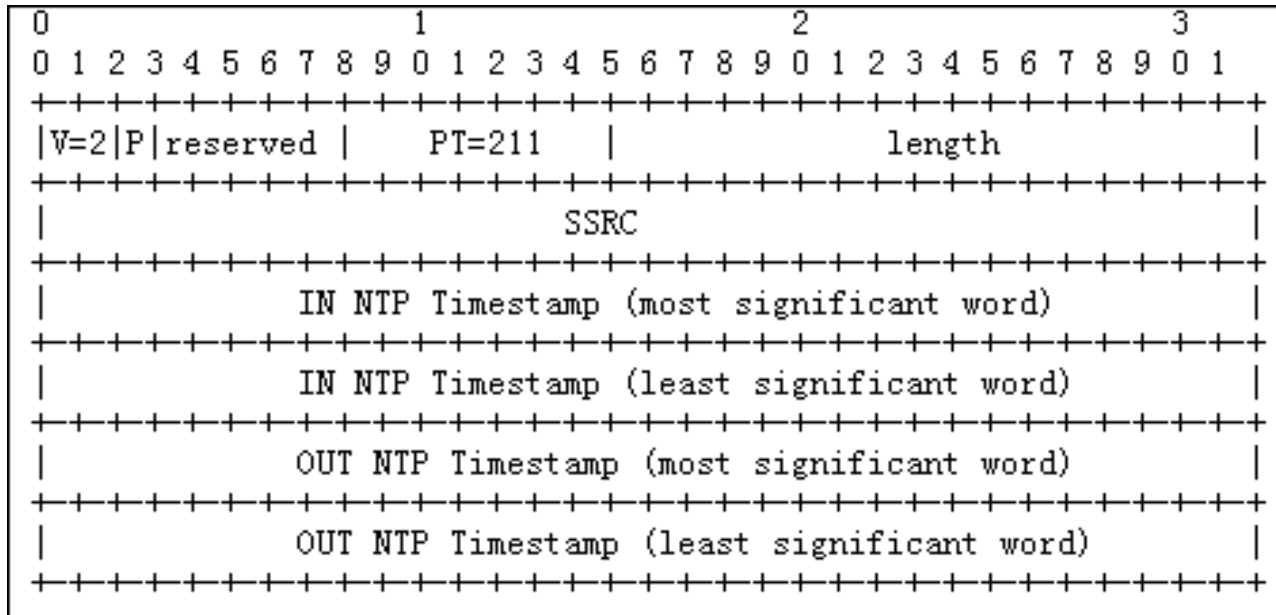 0                   1                   2                   3
0 1 2 3 4 5 6 7 8 9 0 1 2 3 4 5 6 7 8 9 0 1 2 3 4 5 6 7 8 9 0 1
+-+-+-+-+-+-+-+-+-+-+-+-+-+-+-+-+-+-+-+-+-+-+-+-+-+-+-+-+-+-+-+-+
|V=2|P|reserved | PT=211 | length |
+-+-+-+-+-+-+-+-+-+-+-+-+-+-+-+-+-+-+-+-+-+-+-+-+-+-+-+-+-+-+-+-+
| SSRC |
+-+-+-+-+-+-+-+-+-+-+-+-+-+-+-+-+-+-+-+-+-+-+-+-+-+-+-+-+-+-+-+-+
| IN NTP Timestamp (most significant word) |
+-+-+-+-+-+-+-+-+-+-+-+-+-+-+-+-+-+-+-+-+-+-+-+-+-+-+-+-+-+-+-+-+
| IN NTP Timestamp (least significant word) |
+-+-+-+-+-+-+-+-+-+-+-+-+-+-+-+-+-+-+-+-+-+-+-+-+-+-+-+-+-+-+-+-+
| OUT NTP Timestamp (most significant word) |
+-+-+-+-+-+-+-+-+-+-+-+-+-+-+-+-+-+-+-+-+-+-+-+-+-+-+-+-+-+-+-+-+
| OUT NTP Timestamp (least significant word) |
+-+-+-+-+-+-+-+-+-+-+-+-+-+-+-+-+-+-+-+-+-+-+-+-+-+-+-+-+-+-+-+-+